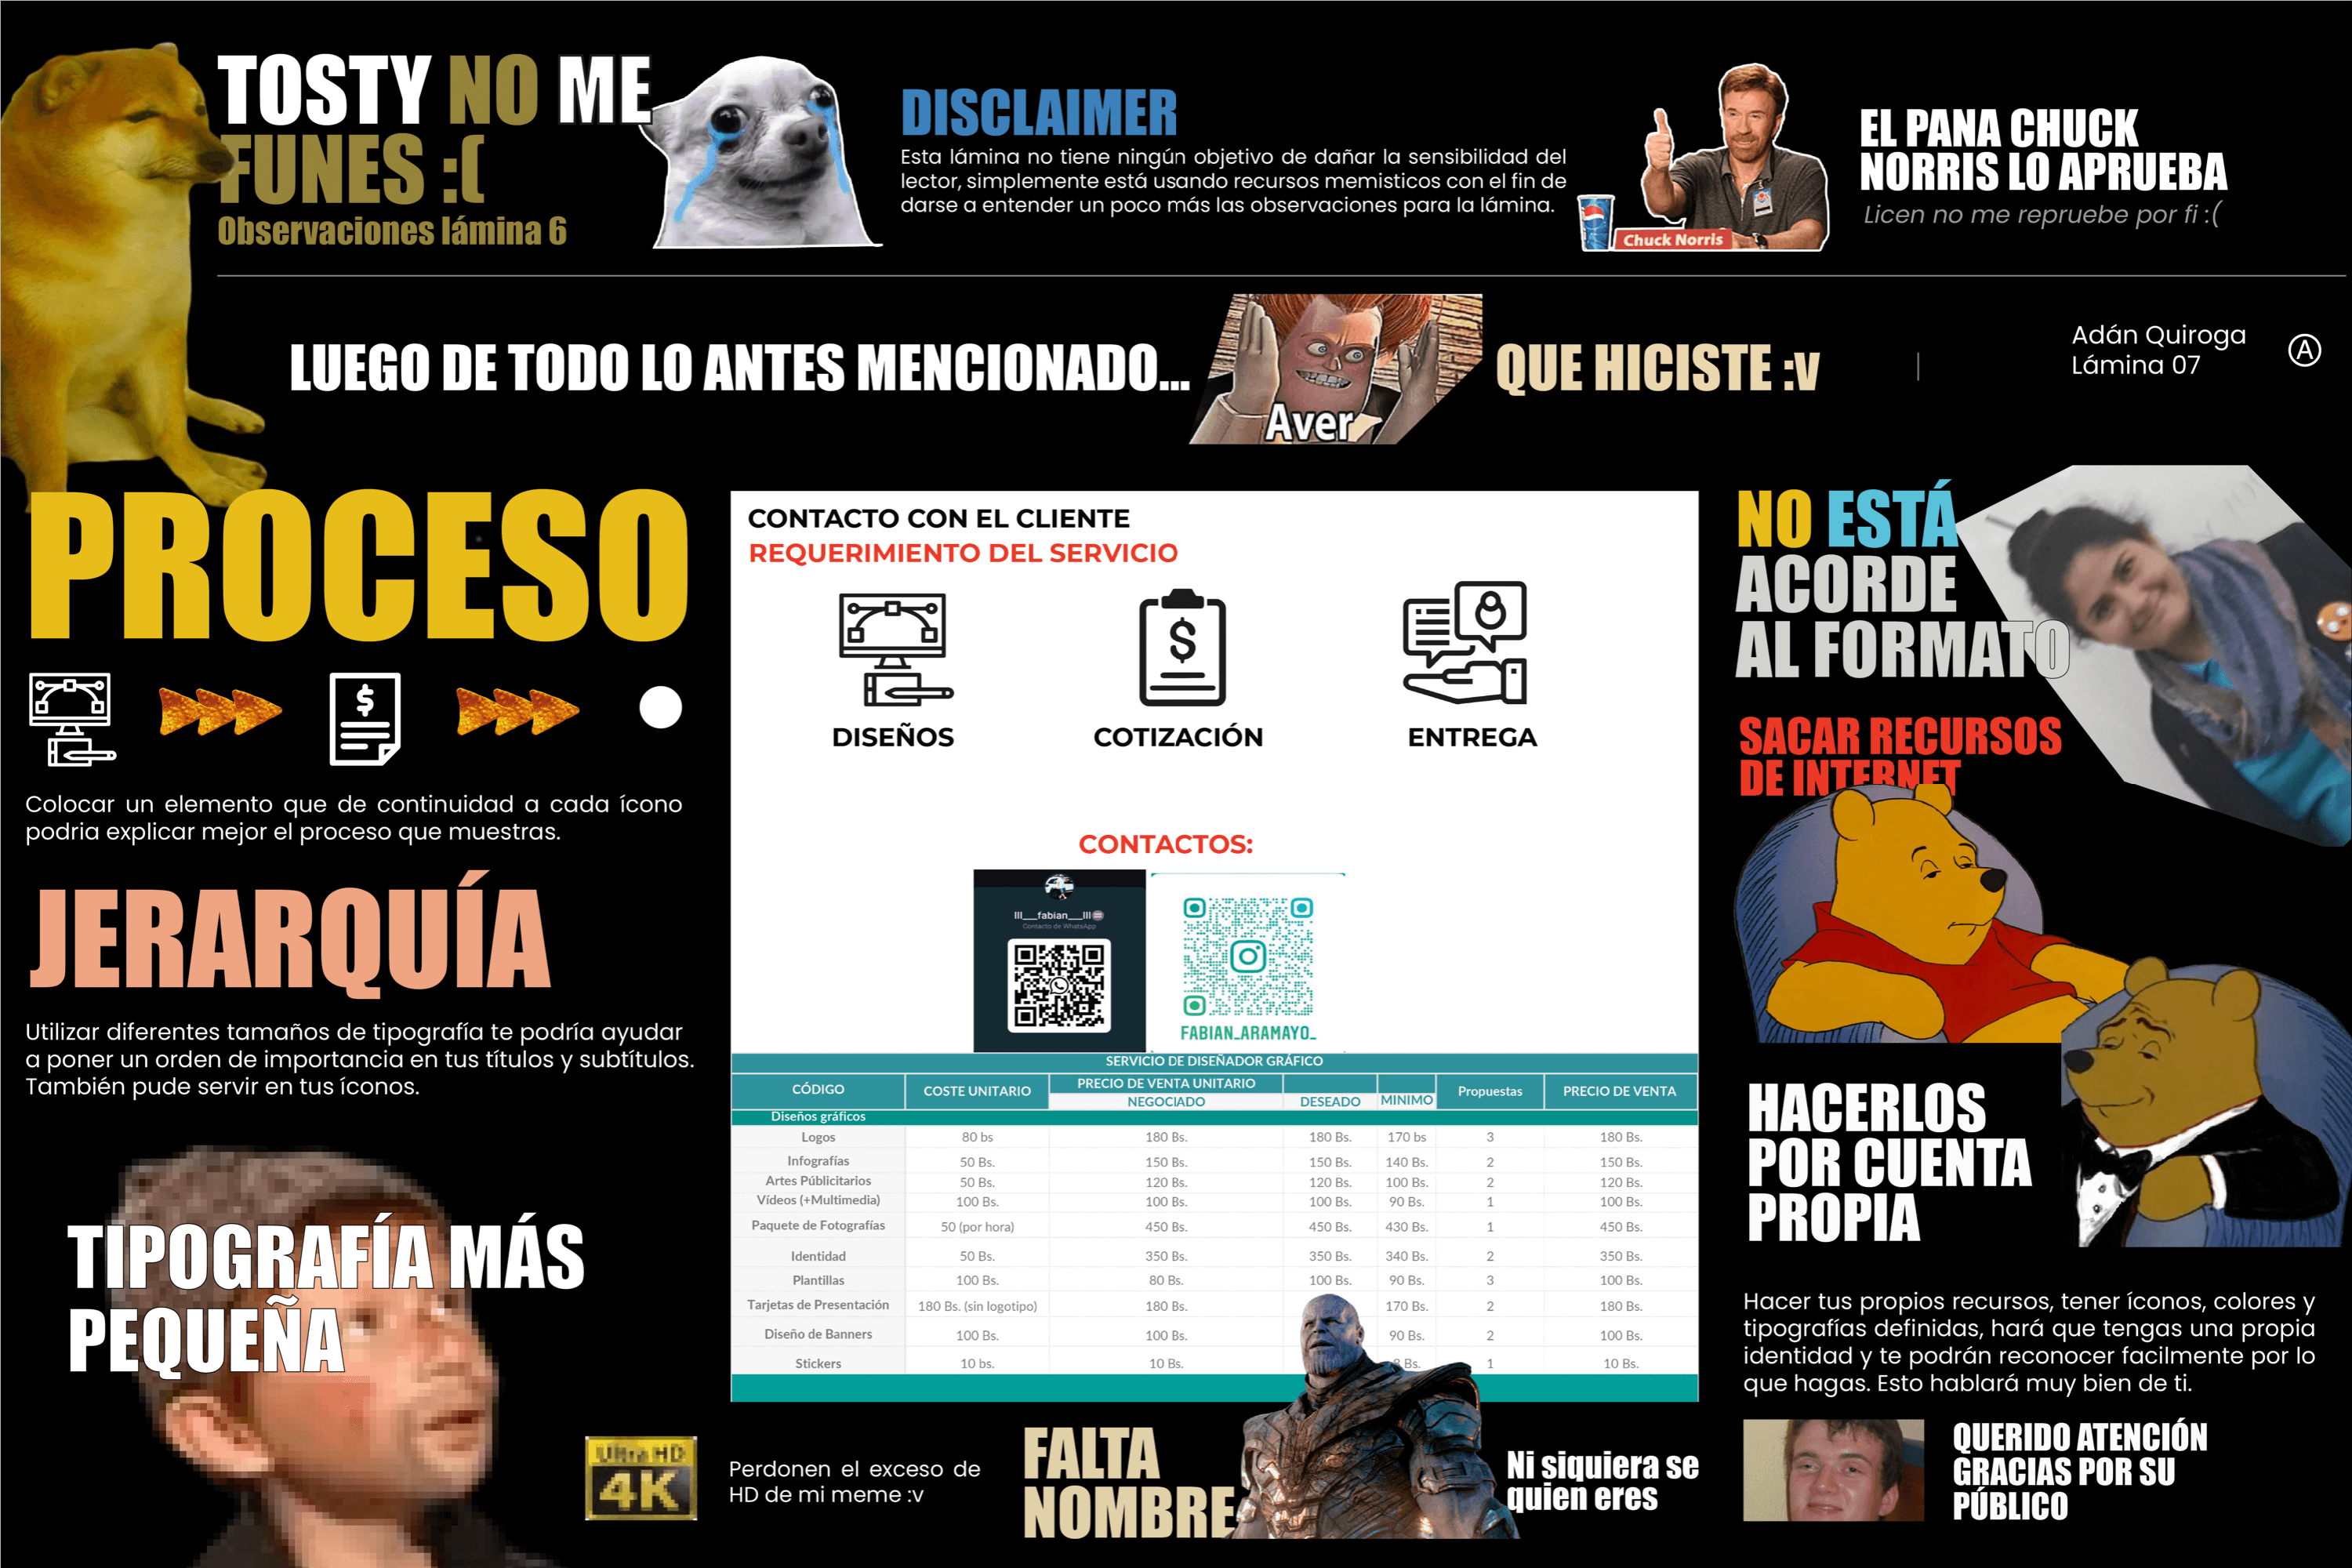 TOSTY NO ME
FUNES :(
Observaciones lámina 6
DISCLAIMER
Esta lámina no tiene ningún objetivo de dañar la sensibilidad del
lector, simplemente está usando recursos memisticos con el fin de
darse a entender un poco más las observaciones para la lámina.
Chuck Norris
EL PANA CHUCK
NORRIS LO APRUEBA
Licen no me repruebe por fi :(
LUEGO DE TODO LO ANTES MENCIONADO...
Aver
QUE HICISTE :v
Adán Quiroga
Lámina 07
A
PROCESO
$
Colocar un elemento que de continuidad a cada ícono
podria explicar mejor el proceso que muestras.
JERARQUÍA
Utilizar diferentes tamaños de tipografía te podría ayudar
a poner un orden de importancia en tus títulos y subtítulos.
También pude servir en tus íconos.
TIPOGRAFÍA MÁS
PEQUEÑA
Ultra HD
4K
Perdonen el exceso de
HD de mi meme :v
CONTACTO CON EL CLIENTE
REQUERIMIENTO DEL SERVICIO
$
DISEÑOS COTIZACIÓN ENTREGA
CONTACTOS:
III__fabian__III
Contacto de WhatsApp
FABIAN_ARAMAYO_
SERVICIO DE DISEÑADOR GRÁFICO
CÓDIGO COSTE UNITARIO PRECIO DE VENTA UNITARIO Propuestas PRECIO DE VENTA
NEGOCIADO DESEADO MINIMO
Diseños gráficos
Logos 80 bs 180 Bs. 180 Bs. 170 bs 3 180 Bs.
Infografías 50 Bs. 150 Bs. 150 Bs. 140 Bs. 2 150 Bs.
Artes Públicitarios 50 Bs. 120 Bs. 120 Bs. 100 Bs. 2 120 Bs.
Vídeos (+Multimedia) 100 Bs. 100 Bs. 100 Bs. 90 Bs. 1 100 Bs.
Paquete de Fotografías 50 (por hora) 450 Bs. 450 Bs. 430 Bs. 1 450 Bs.
Identidad 50 Bs. 350 Bs. 350 Bs. 340 Bs. 2 350 Bs.
Plantillas 100 Bs. 80 Bs. 100 Bs. 90 Bs. 3 100 Bs.
Tarjetas de Presentación 180 Bs. (sin logotipo) 180 Bs. 170 Bs. 2 180 Bs.
Diseño de Banners 100 Bs. 100 Bs. 90 Bs. 2 100 Bs.
Stickers 10 bs. 10 Bs. Bs. 1 10 Bs.
FALTA
NOMBRE
Ni siquiera se
quien eres
NO ESTÁ
ACORDE
AL FORMATO
SACAR RECURSOS
DE INTERNET
HACERLOS
POR CUENTA
PROPIA
Hacer tus propios recursos, tener íconos, colores y
tipografías definidas, hará que tengas una propia
identidad y te podrán reconocer facilmente por lo
que hagas. Esto hablará muy bien de ti.
QUERIDO ATENCIÓN
GRACIAS POR SU
PÚBLICO